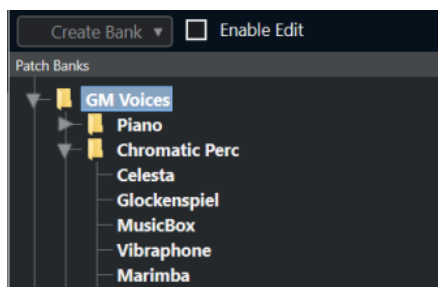 Create Bank Enable Edit
Patch Banks
GM Voices
Piano
Chromatic Perc
Celesta
Glockenspiel
MusicBox
Vibraphone
Marimba